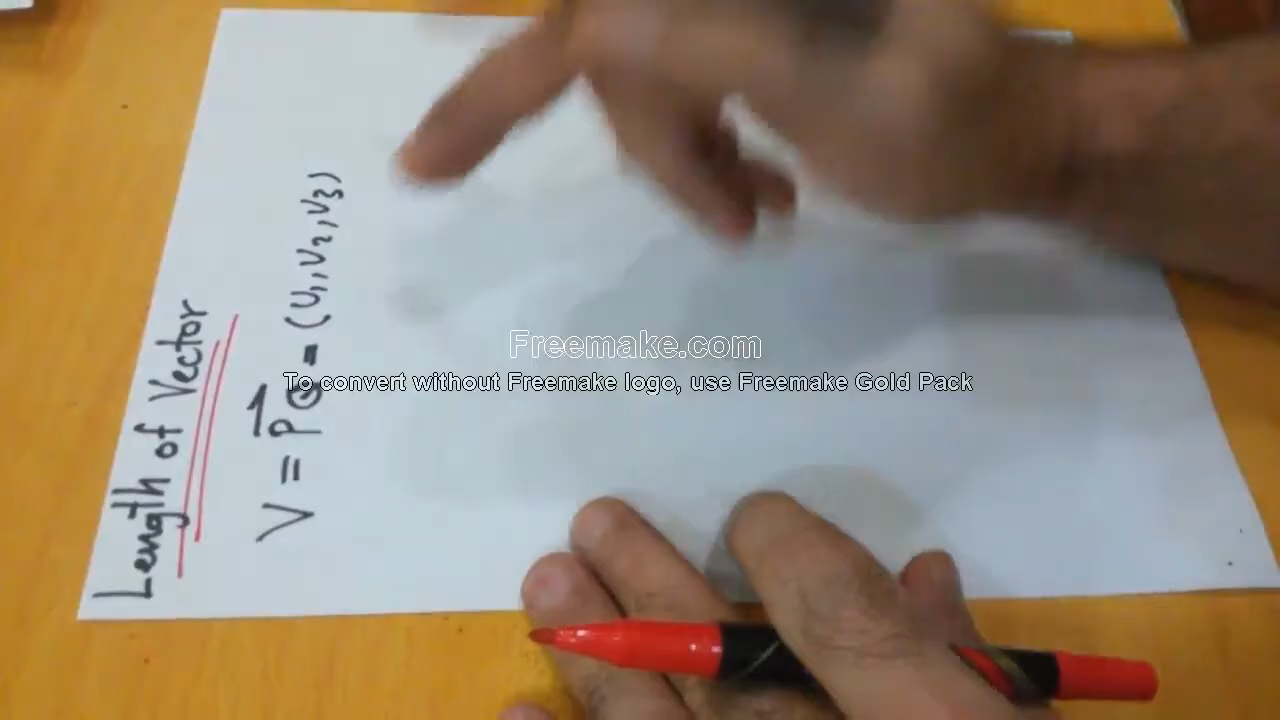 Length of Vector
V = PQ = (V1, V2, V3)
Freemake.com
To convert without Freemake logo, use Freemake Gold Pack